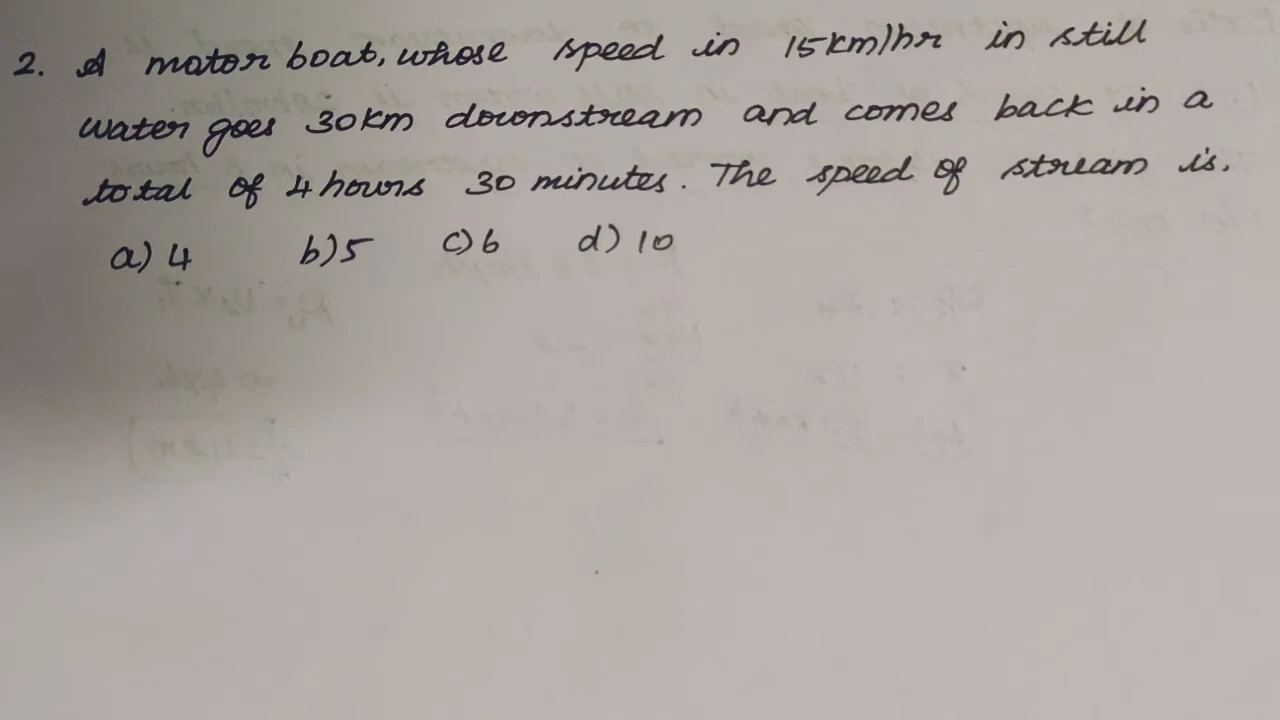 2. A motor boat, whose speed in 15km/hr in still
water goes 30km downstream and comes back in a
total of 4 hours 30 minutes. The speed of stream is.
a) 4 b) 5 c) 6 d) 10